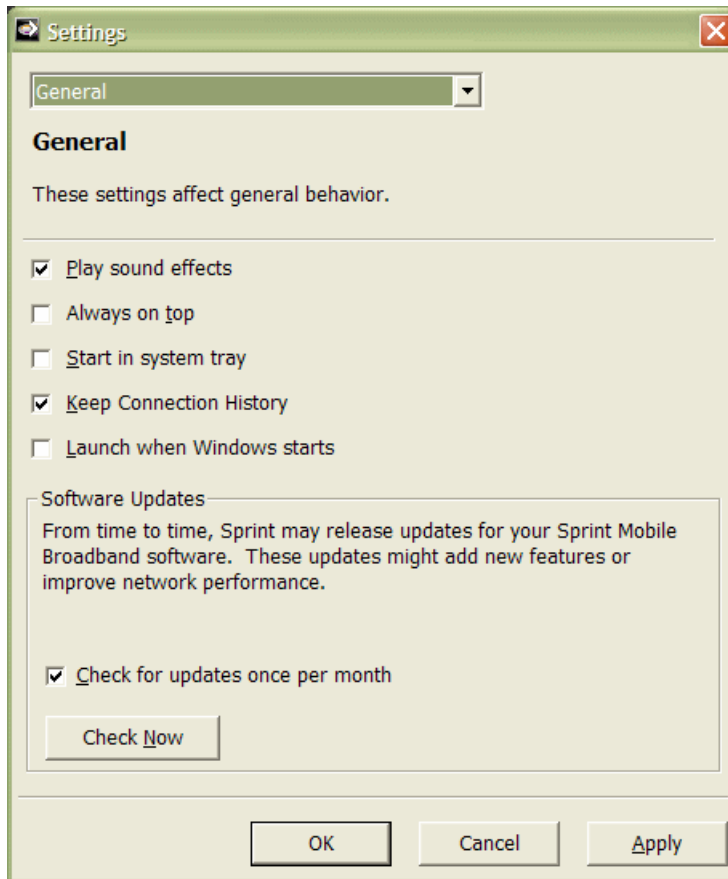 Settings
General
General
These settings affect general behavior.
Play sound effects
Always on top
Start in system tray
Keep Connection History
Launch when Windows starts
Software Updates
From time to time, Sprint may release updates for your Sprint Mobile
Broadband software.  These updates might add new features or
improve network performance.
Check for updates once per month
Check Now
OK
Cancel
Apply